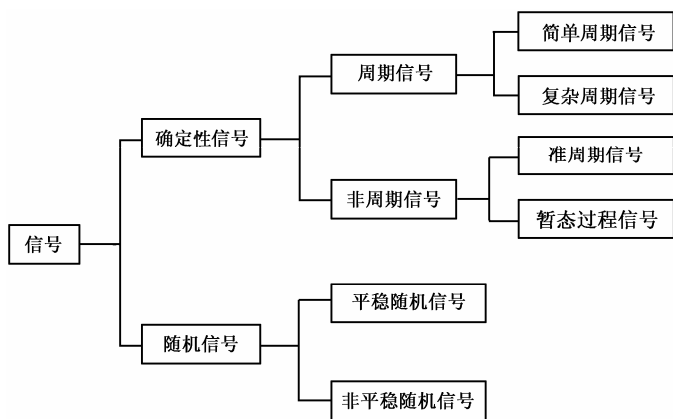 简单周期信号
周期信号
复杂周期信号
确定性信号
准周期信号
非周期信号
暂态过程信号
信号
平稳随机信号
随机信号
非平稳随机信号